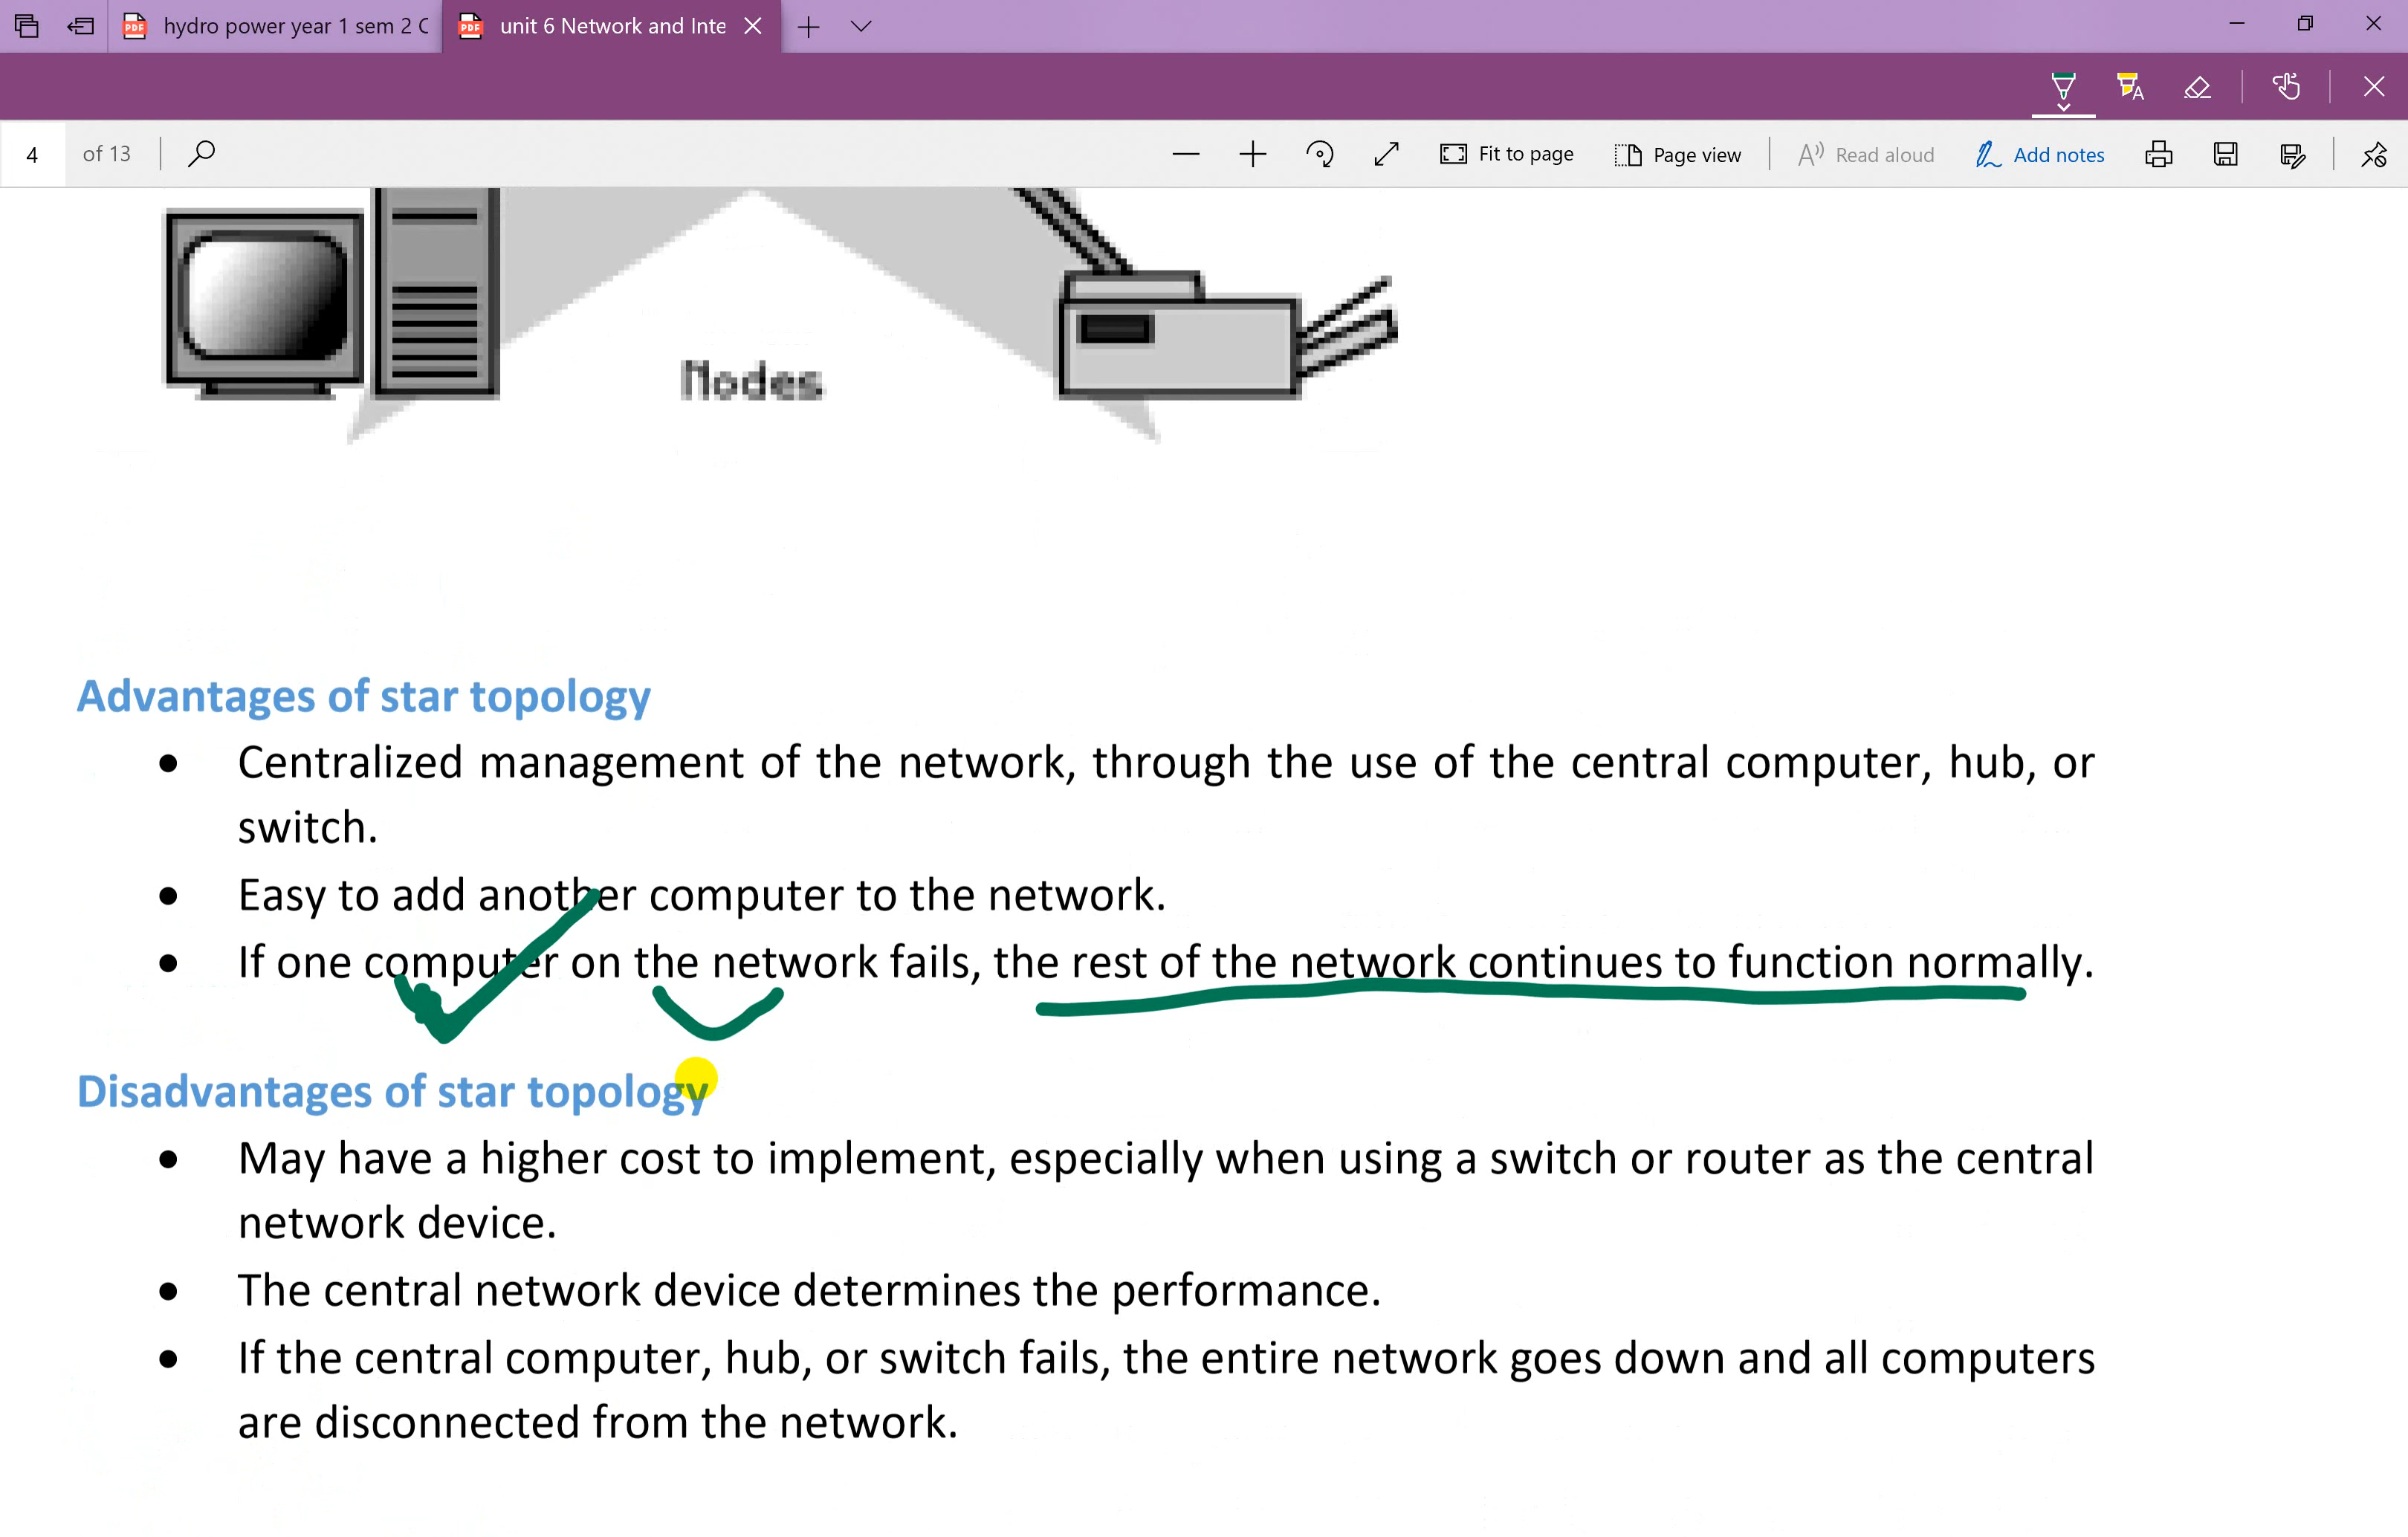 hydro power year 1 sem 2 C
unit 6 Network and Inte
4 of 13
Fit to page
Page view
Read aloud
Add notes
Nodes
Advantages of star topology
• Centralized management of the network, through the use of the central computer, hub, or
switch.
• Easy to add another computer to the network.
• If one computer on the network fails, the rest of the network continues to function normally.
Disadvantages of star topology
• May have a higher cost to implement, especially when using a switch or router as the central
network device.
• The central network device determines the performance.
• If the central computer, hub, or switch fails, the entire network goes down and all computers
are disconnected from the network.